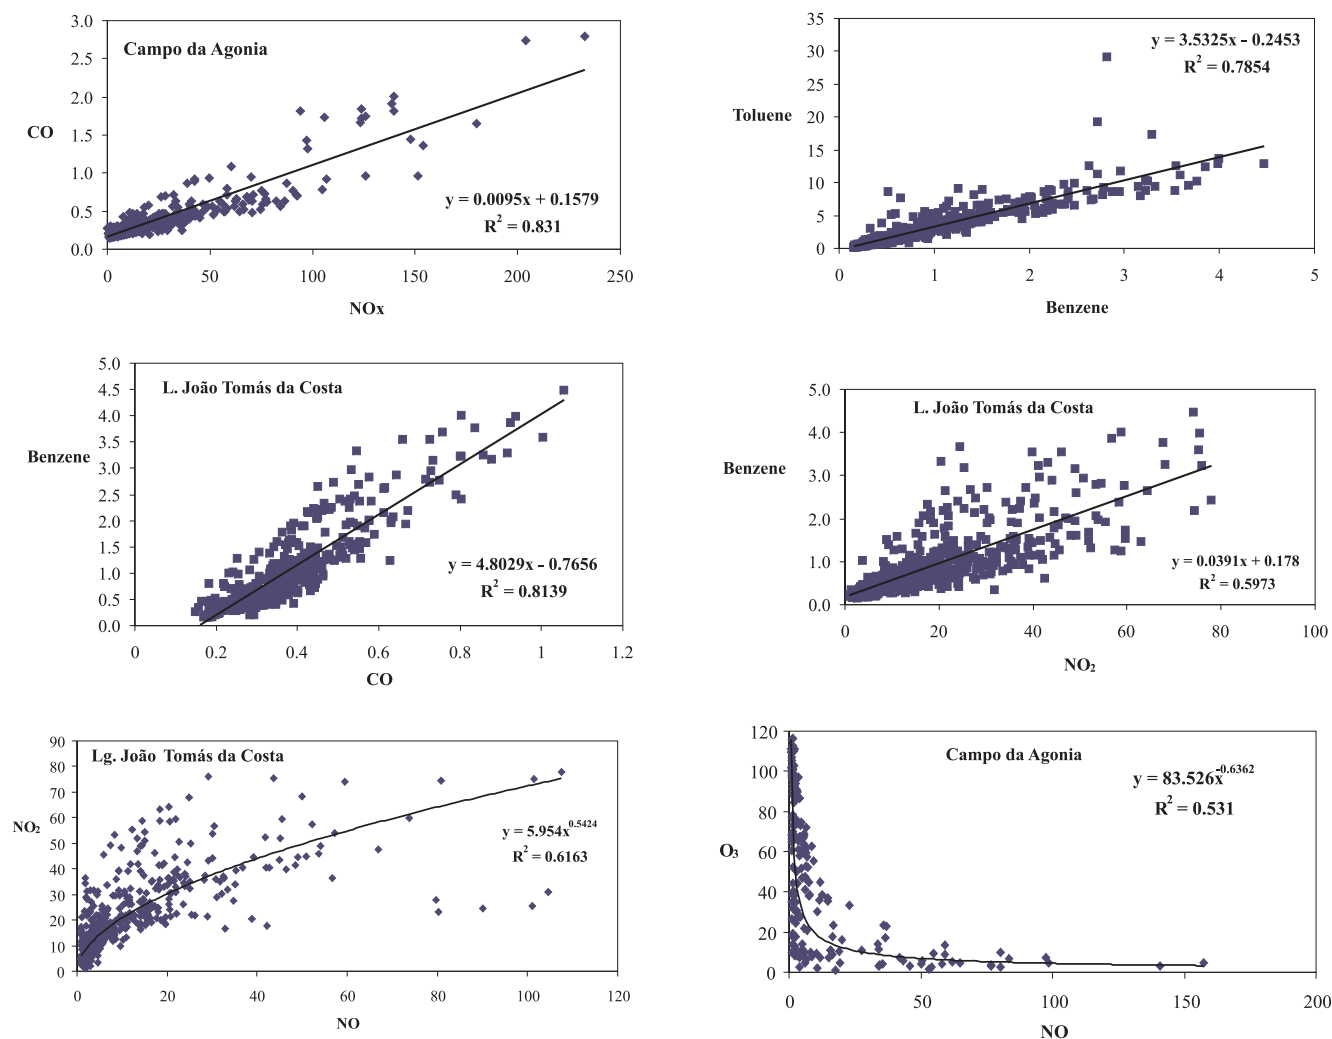 3.0
2.5
2.0
1.5
1.0
0.5
0.0
Campo da Agonia
CO
y = 0.0095x + 0.1579
R² = 0.831
0 50 100 150 200 250
NOx
35
30
25
20
15
10
5
0
y = 3.5325x - 0.2453
R² = 0.7854
Toluene
0 1 2 3 4 5
Benzene
5.0
4.5
4.0
3.5
3.0
2.5
2.0
1.5
1.0
0.5
0.0
L. João Tomás da Costa
Benzene
y = 4.8029x - 0.7656
R² = 0.8139
0 0.2 0.4 0.6 0.8 1 1.2
CO
5.0
4.0
3.0
2.0
1.0
0.0
L. João Tomás da Costa
Benzene
y = 0.0391x + 0.178
R² = 0.5973
0 20 40 60 80 100
NO₂
90
80
70
60
50
40
30
20
10
0
Lg. João Tomás da Costa
NO₂
y = 5.954x^0.5424
R² = 0.6163
0 20 40 60 80 100 120
NO
120
100
80
60
40
20
0
Campo da Agonia
y = 83.526x^-0.6362
R² = 0.531
O₃
0 50 100 150 200
NO